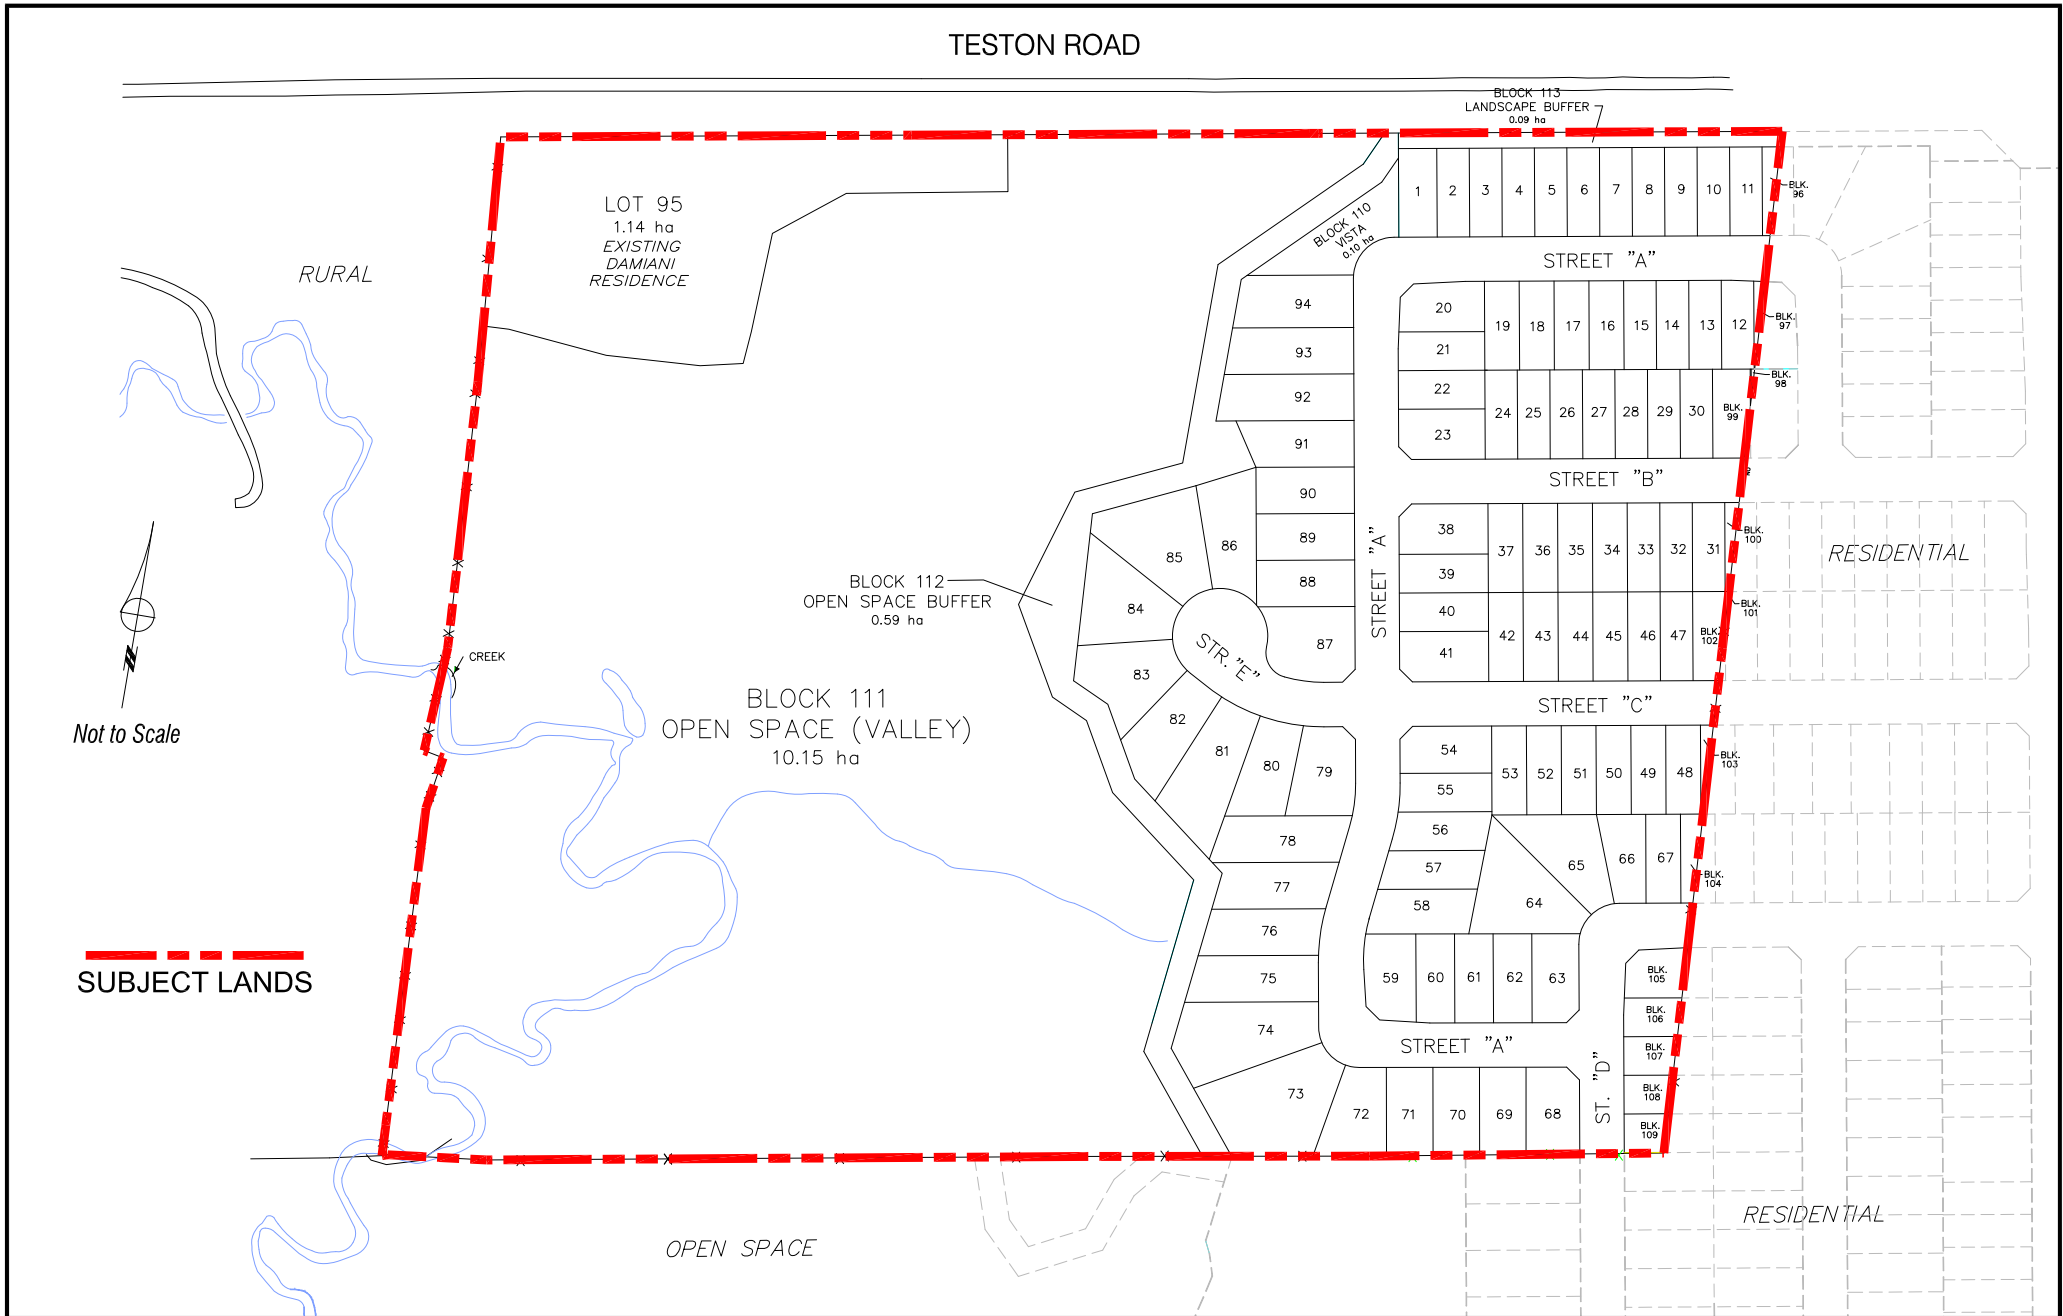 TESTON ROAD
BLOCK 113
LANDSCAPE BUFFER
0.09 ha
LOT 95
1.14 ha
EXISTING
DAMIANI
RESIDENCE
RURAL
BLOCK 110
VISTA
0.10 ha
1 2 3 4 5 6 7 8 9 10 11
BLK.
96
STREET "A"
94
93
92
91
90
89
88
87
86
85
84
83
82
81
80
79
78
77
76
75
74
73
20
21
22
23
19 18 17 16 15 14 13 12
BLK.
97
BLK.
98
24 25 26 27 28 29 30
BLK.
99
STREET "B"
STREET "A"
38
39
40
41
37 36 35 34 33 32 31
BLK.
100
BLK.
101
42 43 44 45 46 47
BLK.
102
RESIDENTIAL
BLOCK 112
OPEN SPACE BUFFER
0.59 ha
STR. "E"
STREET "C"
CREEK
BLOCK 111
OPEN SPACE (VALLEY)
10.15 ha
N
Not to Scale
54
55
56
57
58
53 52 51 50 49 48
BLK.
103
64 65 66 67
BLK.
104
59 60 61 62 63
SUBJECT LANDS
STREET "A"
ST. "D"
BLK.
105
BLK.
106
BLK.
107
BLK.
108
BLK.
109
72 71 70 69 68
OPEN SPACE
RESIDENTIAL